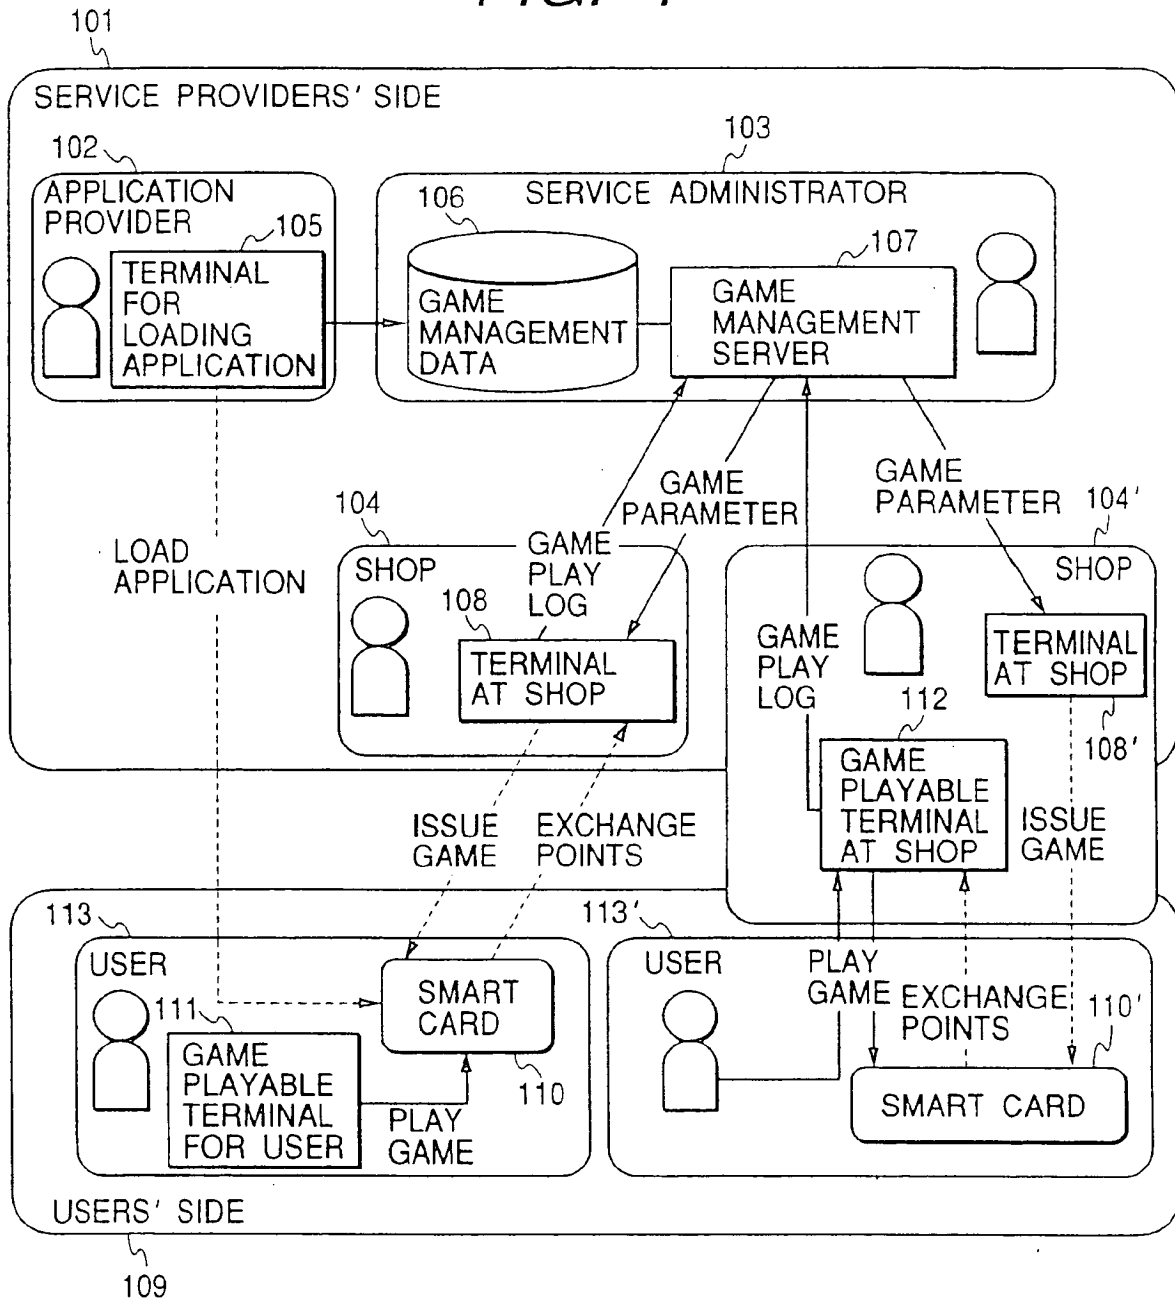 101
SERVICE PROVIDERS' SIDE
102
103
APPLICATION
PROVIDER
105
TERMINAL
FOR
LOADING
APPLICATION
SERVICE ADMINISTRATOR
106
GAME
MANAGEMENT
DATA
107
GAME
MANAGEMENT
SERVER
LOAD
APPLICATION
104
SHOP
GAME
PLAY
LOG
GAME
PARAMETER
108
TERMINAL
AT SHOP
GAME
PARAMETER
104'
SHOP
GAME
PLAY
LOG
TERMINAL
AT SHOP
108'
112
GAME
PLAYABLE
TERMINAL
AT SHOP
ISSUE
GAME
ISSUE
GAME
EXCHANGE
POINTS
113
USER
111
GAME
PLAYABLE
TERMINAL
FOR USER
SMART
CARD
110
PLAY
GAME
113'
USER
PLAY
GAME
EXCHANGE
POINTS
110'
SMART CARD
USERS' SIDE
109